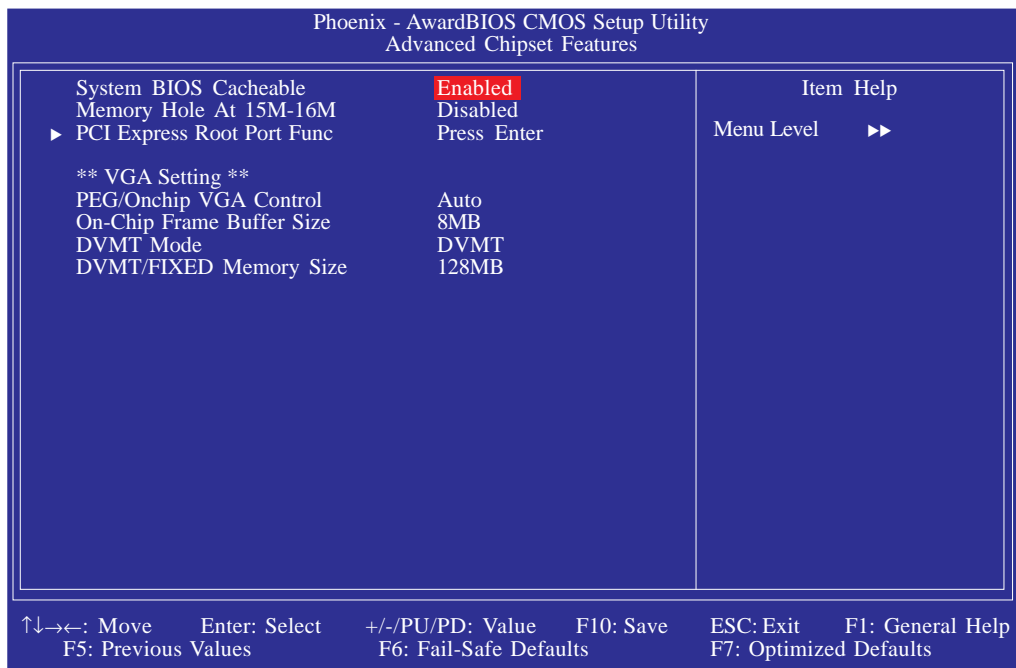 Phoenix - AwardBIOS CMOS Setup Utility
Advanced Chipset Features
System BIOS Cacheable Enabled
Memory Hole At 15M-16M Disabled
▶ PCI Express Root Port Func Press Enter
** VGA Setting **
PEG/Onchip VGA Control Auto
On-Chip Frame Buffer Size 8MB
DVMT Mode DVMT
DVMT/FIXED Memory Size 128MB
Item Help
Menu Level ▶▶
↑↓→←: Move Enter: Select +/-/PU/PD: Value F10: Save ESC: Exit F1: General Help
F5: Previous Values F6: Fail-Safe Defaults F7: Optimized Defaults